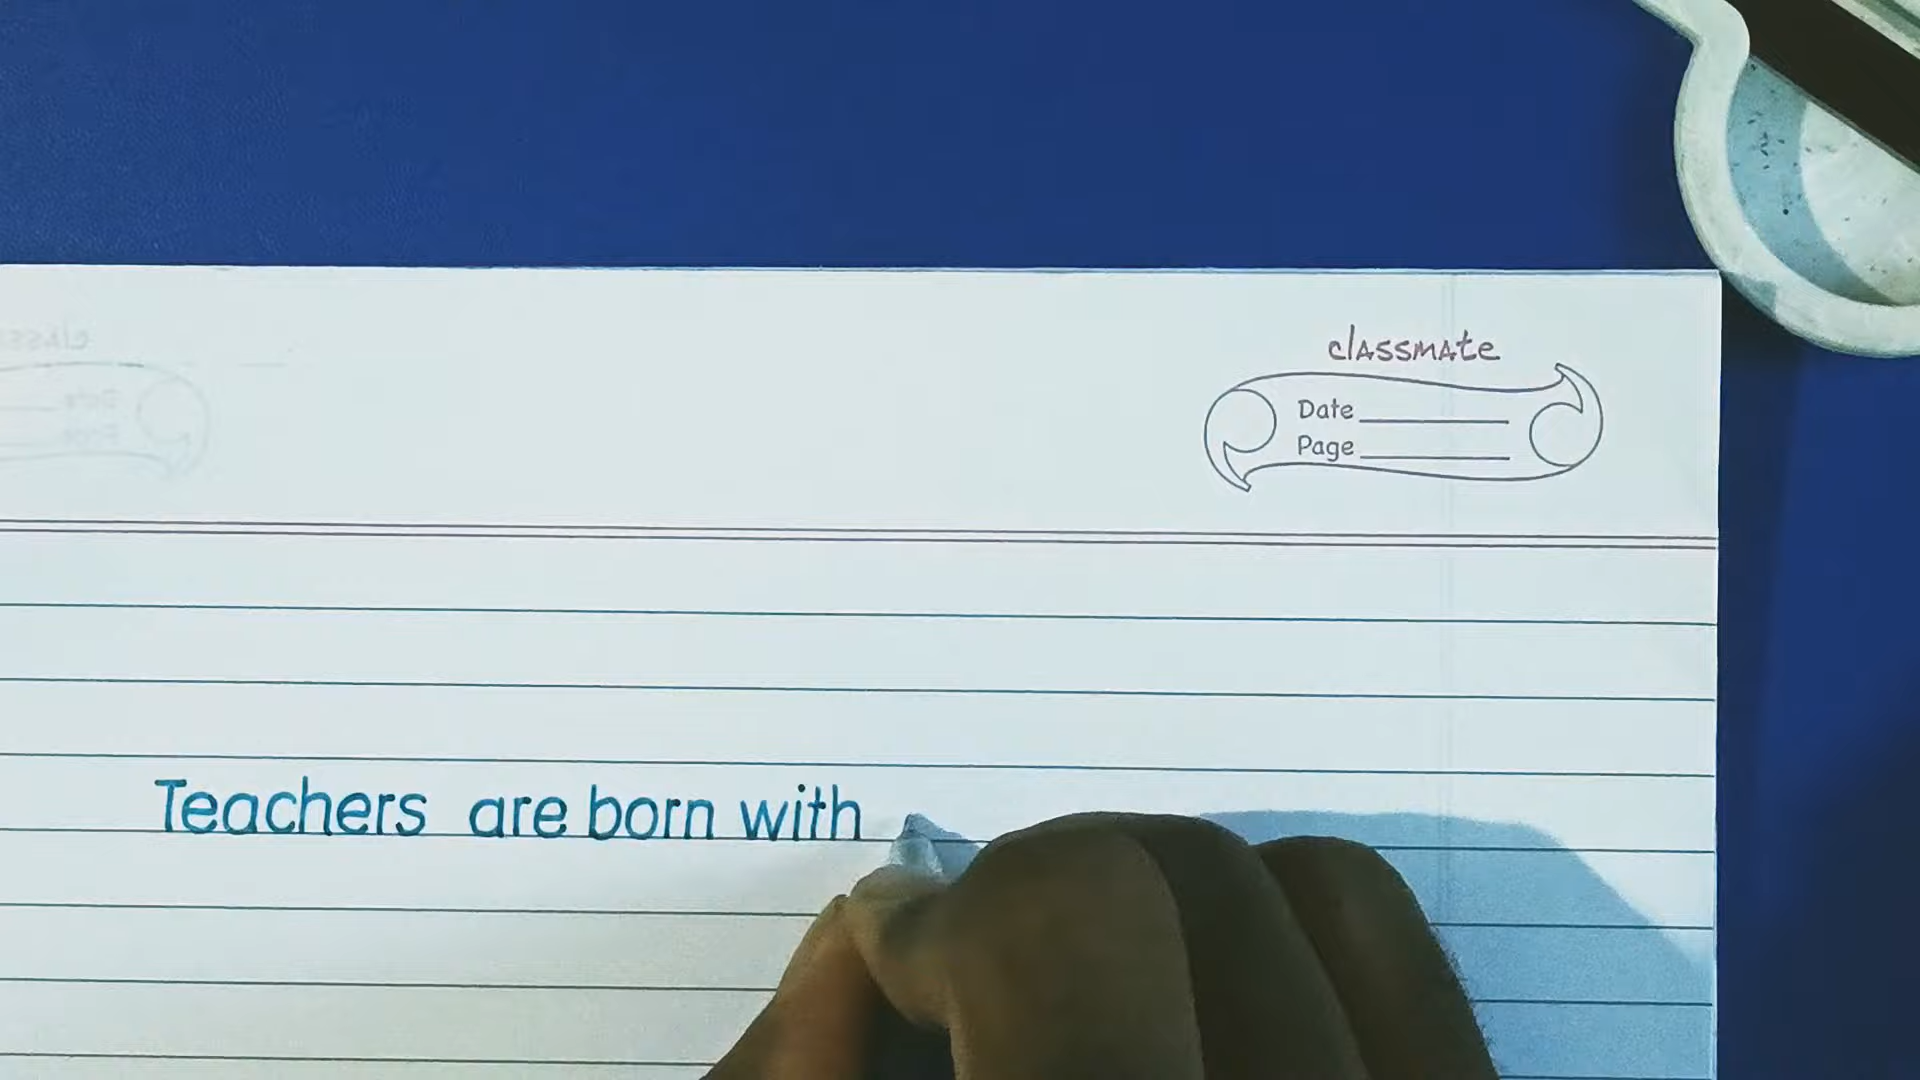 classmate
Date
Page
Teachers are born with